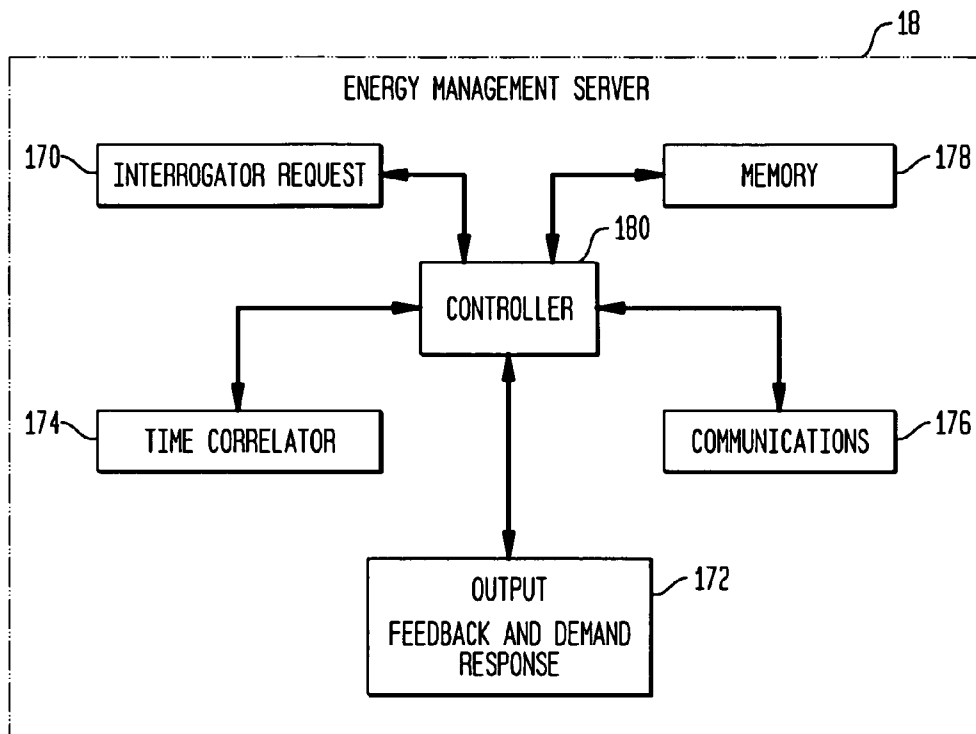 18
ENERGY MANAGEMENT SERVER
170
INTERROGATOR REQUEST
MEMORY
178
180
CONTROLLER
174
TIME CORRELATOR
COMMUNICATIONS
176
OUTPUT
FEEDBACK AND DEMAND
RESPONSE
172